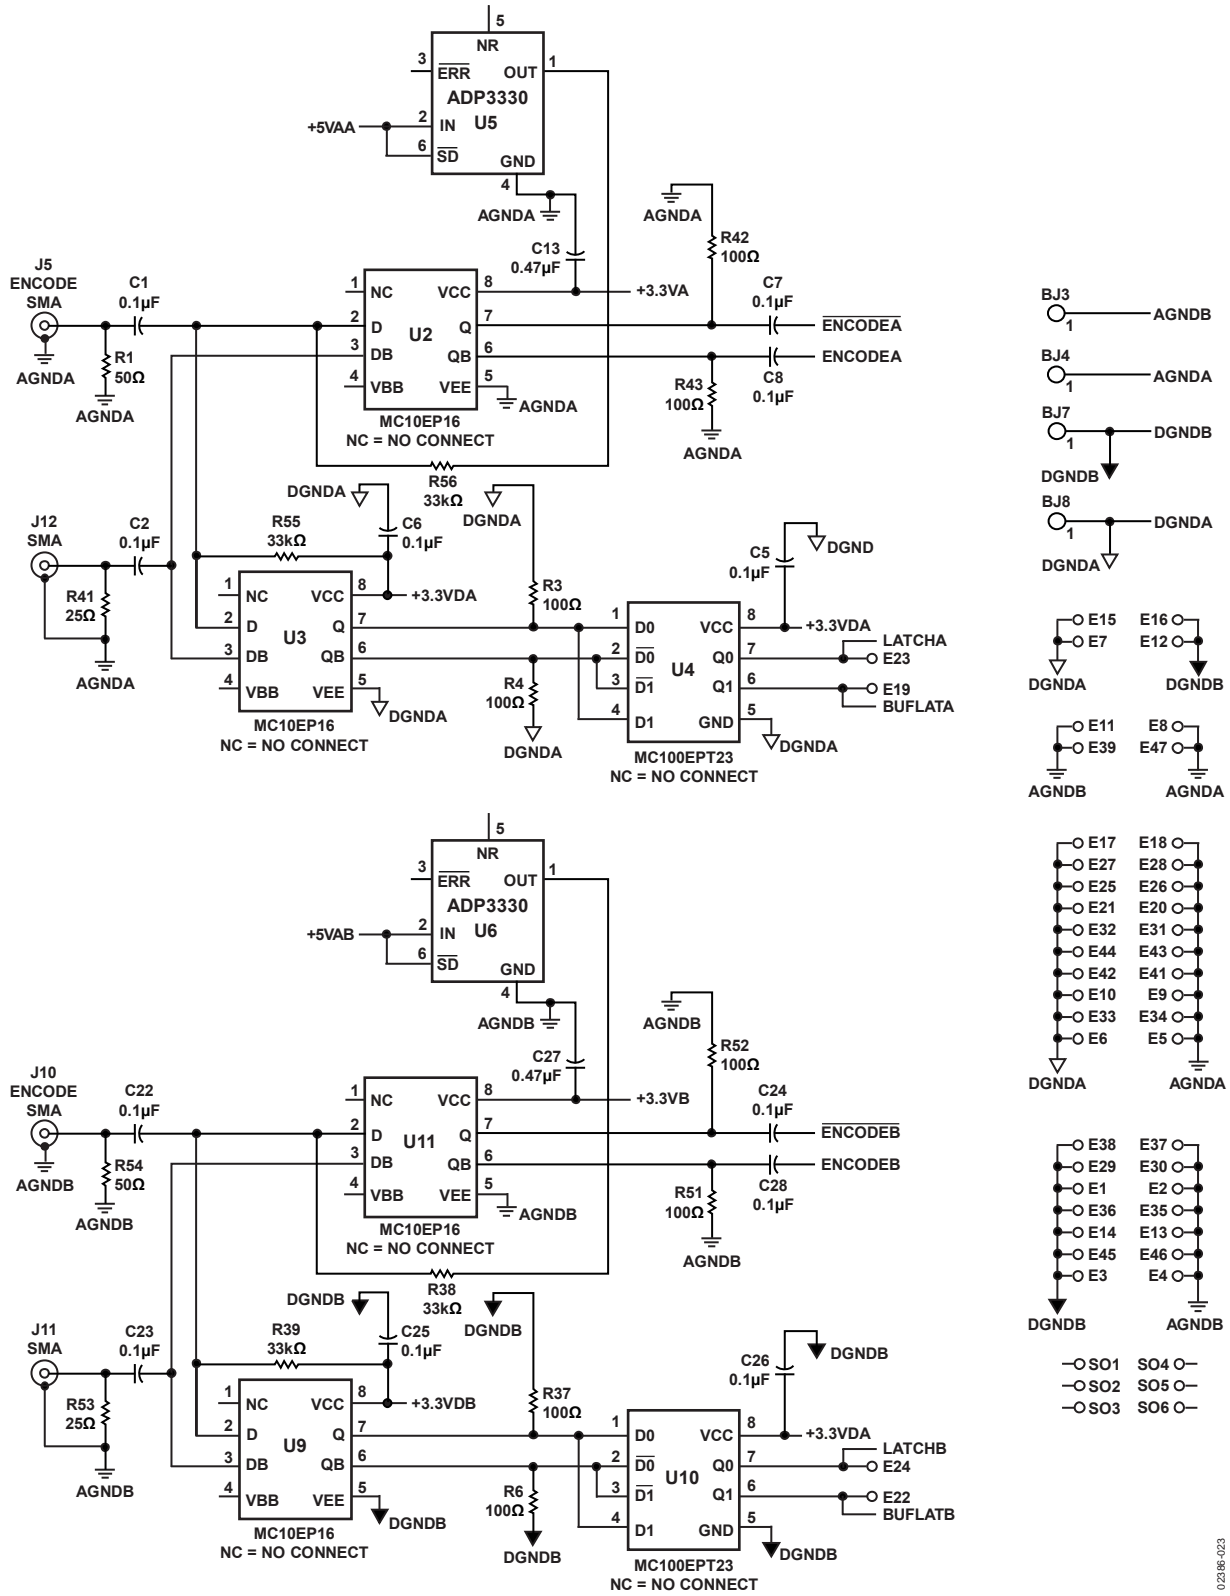 5
NR
3
ERR
OUT
1
ADP3330
+5VAA
2
IN
U5
6
SD
GND
4
AGNDA
AGNDA
R42
100Ω
C13
0.47µF
J5
ENCODE
SMA
C1
0.1µF
1
NC
VCC
8
+3.3VA
C7
0.1µF
2
D
U2
Q
7
ENCODEA
3
DB
QB
6
ENCODEA
AGNDA
R1
50Ω
4
VBB
VEE
5
AGNDA
R43
100Ω
C8
0.1µF
AGNDA
MC10EP16
NC = NO CONNECT
AGNDA
R56
33kΩ
DGNDA
DGNDA
J12
SMA
C2
0.1µF
R55
33kΩ
C6
0.1µF
C5
0.1µF
DGND
R41
25Ω
1
NC
VCC
8
+3.3VDA
R3
100Ω
2
D
U3
Q
7
1
D0
VCC
8
+3.3VDA
LATCHA
3
DB
QB
6
2
D0
U4
Q0
7
E23
AGNDA
4
VBB
VEE
5
DGNDA
R4
100Ω
3
D1
Q1
6
E19
BUFLATA
4
D1
GND
5
DGNDA
MC10EP16
NC = NO CONNECT
DGNDA
MC100EPT23
NC = NO CONNECT
5
NR
3
ERR
OUT
1
ADP3330
+5VAB
2
IN
U6
6
SD
GND
4
AGNDB
AGNDB
R52
100Ω
C27
0.47µF
J10
ENCODE
SMA
C22
0.1µF
1
NC
VCC
8
+3.3VB
C24
0.1µF
2
D
U11
Q
7
ENCODEB
3
DB
QB
6
ENCODEB
AGNDB
R54
50Ω
4
VBB
VEE
5
AGNDB
R51
100Ω
C28
0.1µF
AGNDB
MC10EP16
NC = NO CONNECT
AGNDB
R38
33kΩ
DGNDB
DGNDB
J11
SMA
C23
0.1µF
R39
33kΩ
C25
0.1µF
C26
0.1µF
DGNDB
R53
25Ω
1
NC
VCC
8
+3.3VDB
R37
100Ω
2
D
U9
Q
7
1
D0
VCC
8
+3.3VDA
LATCHB
3
DB
QB
6
2
D0
U10
Q0
7
E24
AGNDB
4
VBB
VEE
5
DGNDB
R6
100Ω
3
D1
Q1
6
E22
BUFLATB
4
D1
GND
5
DGNDB
MC10EP16
NC = NO CONNECT
DGNDB
MC100EPT23
NC = NO CONNECT
BJ3
1
AGNDB
BJ4
1
AGNDA
BJ7
1
DGNDB
DGNDB
BJ8
1
DGNDA
DGNDA
E15 E16
E7 E12
DGNDA DGNDB
E11 E8
E39 E47
AGNDB AGNDA
E17 E18
E27 E28
E25 E26
E21 E20
E32 E31
E44 E43
E42 E41
E10 E9
E33 E34
E6 E5
DGNDA AGNDA
E38 E37
E29 E30
E1 E2
E36 E35
E14 E13
E45 E46
E3 E4
DGNDB AGNDB
SO1 SO4
SO2 SO5
SO3 SO6
02386-023